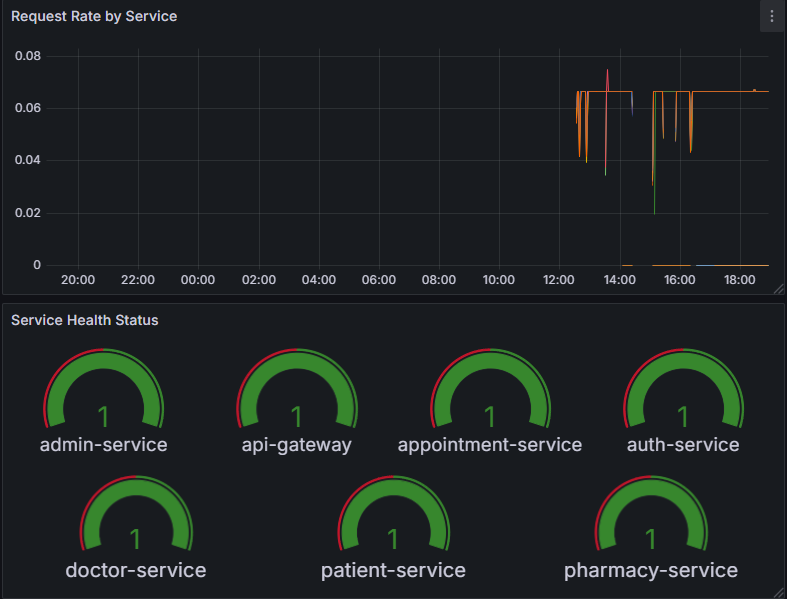 Request Rate by Service
0.08
0.06
0.04
0.02
0
20:00 22:00 00:00 02:00 04:00 06:00 08:00 10:00 12:00 14:00 16:00 18:00
Service Health Status
1 1 1 1
admin-service api-gateway appointment-service auth-service
1 1 1
doctor-service patient-service pharmacy-service